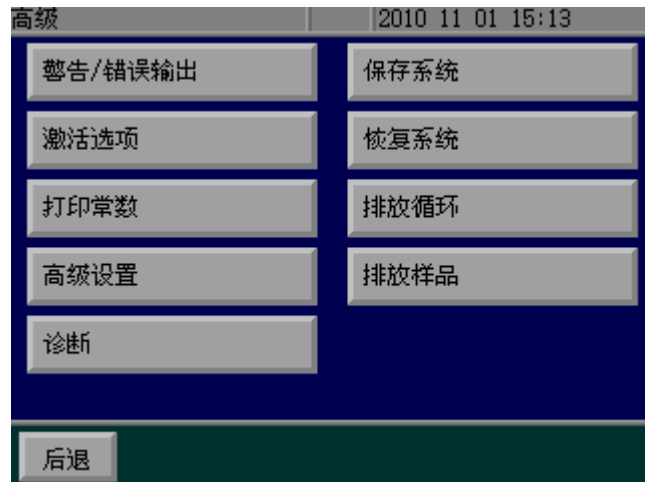 高级 2010 11 01 15:13
警告/错误输出 保存系统
激活选项 恢复系统
打印常数 排放循环
高级设置 排放样品
诊断
后退